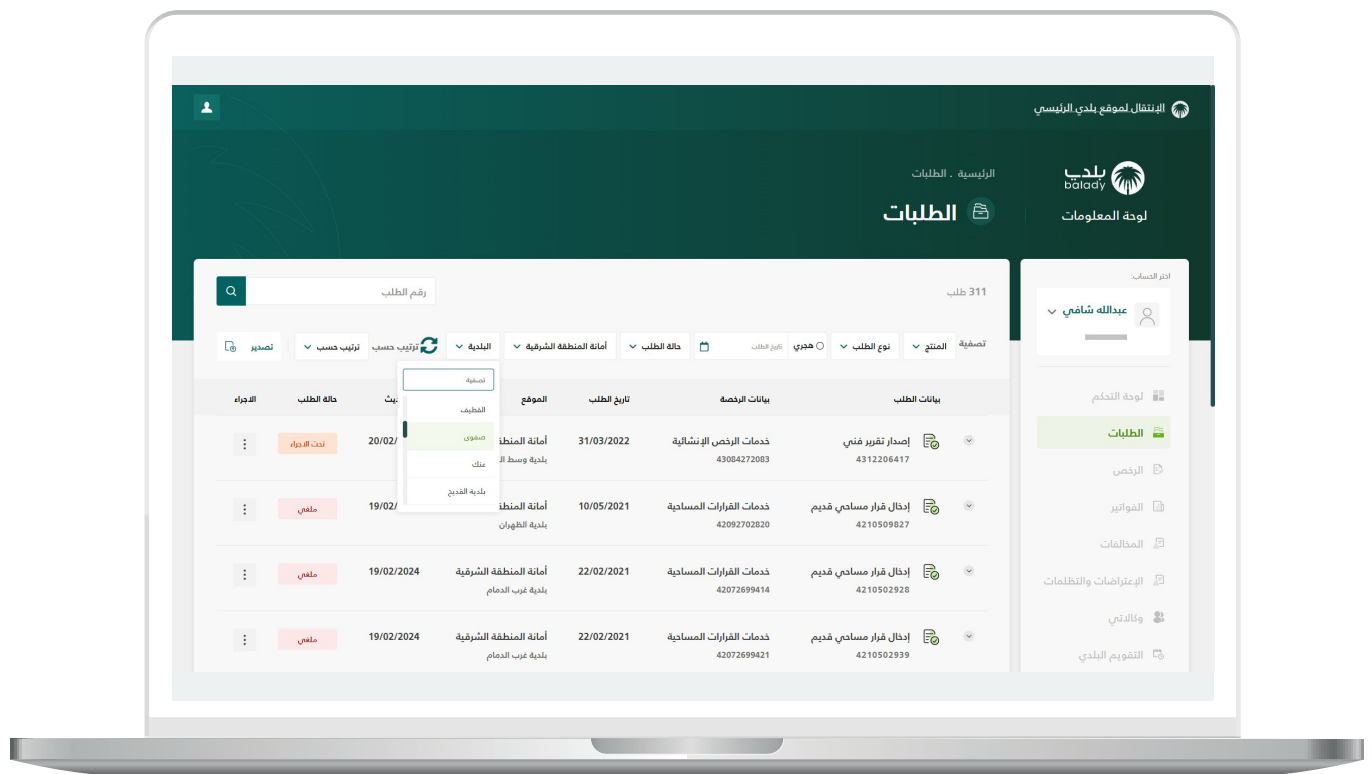 الإنتقال لموقع بلدي الرئيسي
بلدي
balady
لوحة المعلومات
الرئيسية . الطلبات
الطلبات
اختر الحساب:
عبدالله شافي
لوحة التحكم
الطلبات
الرخص
الفواتير
المخالفات
الإعتراضات والتظلمات
وكالاتي
التقويم البلدي
311 طلب
رقم الطلب
تصفية المنتج نوع الطلب هجري تاريخ الطلب حالة الطلب أمانة المنطقة الشرقية البلدية ترتيب حسب ترتيب حسب تصدير
تصفية
القطيف
صفوى
عنك
بلدية القديح
بيانات الطلب بيانات الرخصة تاريخ الطلب الموقع حالة الطلب الاجراء
إصدار تقرير فني خدمات الرخص الإنشائية 31/03/2022 أمانة 20/02/ تحت الاجراء
4312206417 43084272083 بلدية وسط
إدخال قرار مساحي قديم خدمات القرارات المساحية 10/05/2021 أمانة 19/02/ ملغي
4210509827 42092702820 بلدية الظهران
إدخال قرار مساحي قديم خدمات القرارات المساحية 22/02/2021 أمانة المنطقة الشرقية 19/02/2024 ملغي
4210502928 42072699414 بلدية غرب الدمام
إدخال قرار مساحي قديم خدمات القرارات المساحية 22/02/2021 أمانة المنطقة الشرقية 19/02/2024 ملغي
4210502939 42072699421 بلدية غرب الدمام